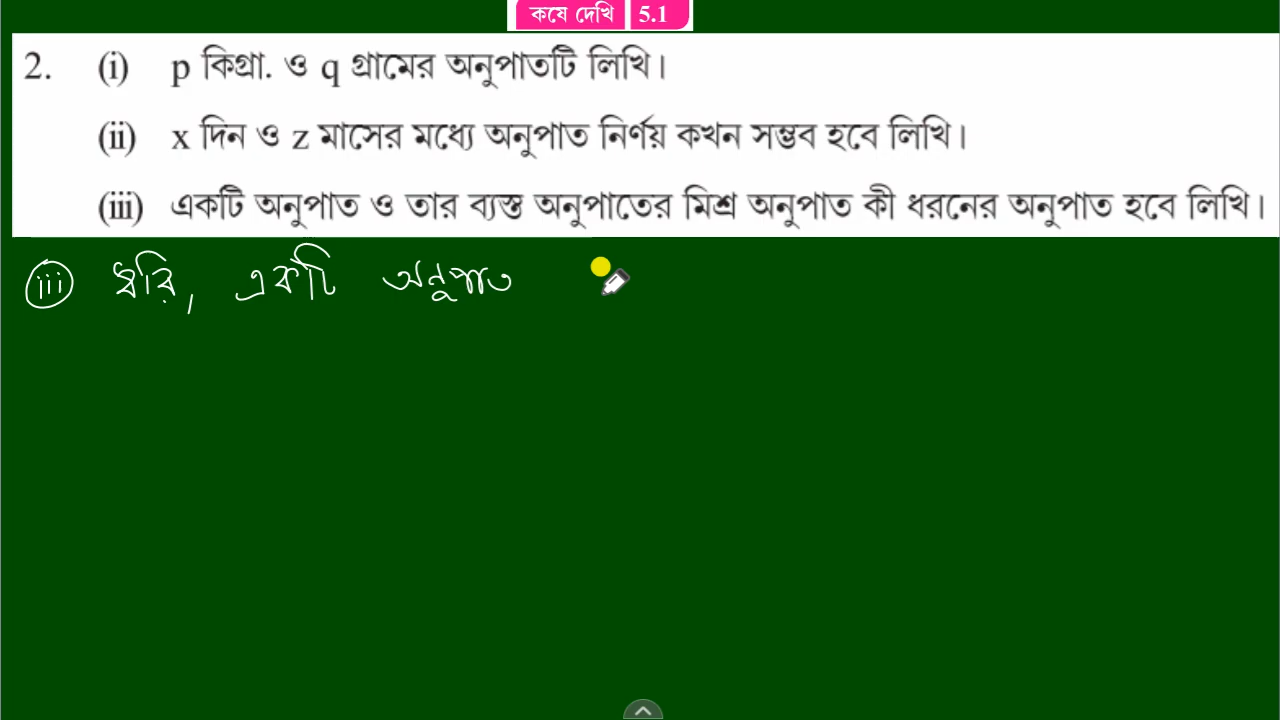 কষে দেখি 5.1
2. (i) p কিগ্রা. ও q গ্রামের অনুপাতটি লিখি।
(ii) x দিন ও z মাসের মধ্যে অনুপাত নির্ণয় কখন সম্ভব হবে লিখি।
(iii) একটি অনুপাত ও তার ব্যস্ত অনুপাতের মিশ্র অনুপাত কী ধরনের অনুপাত হবে লিখি।
iii ধরি, একটি অনুপাত